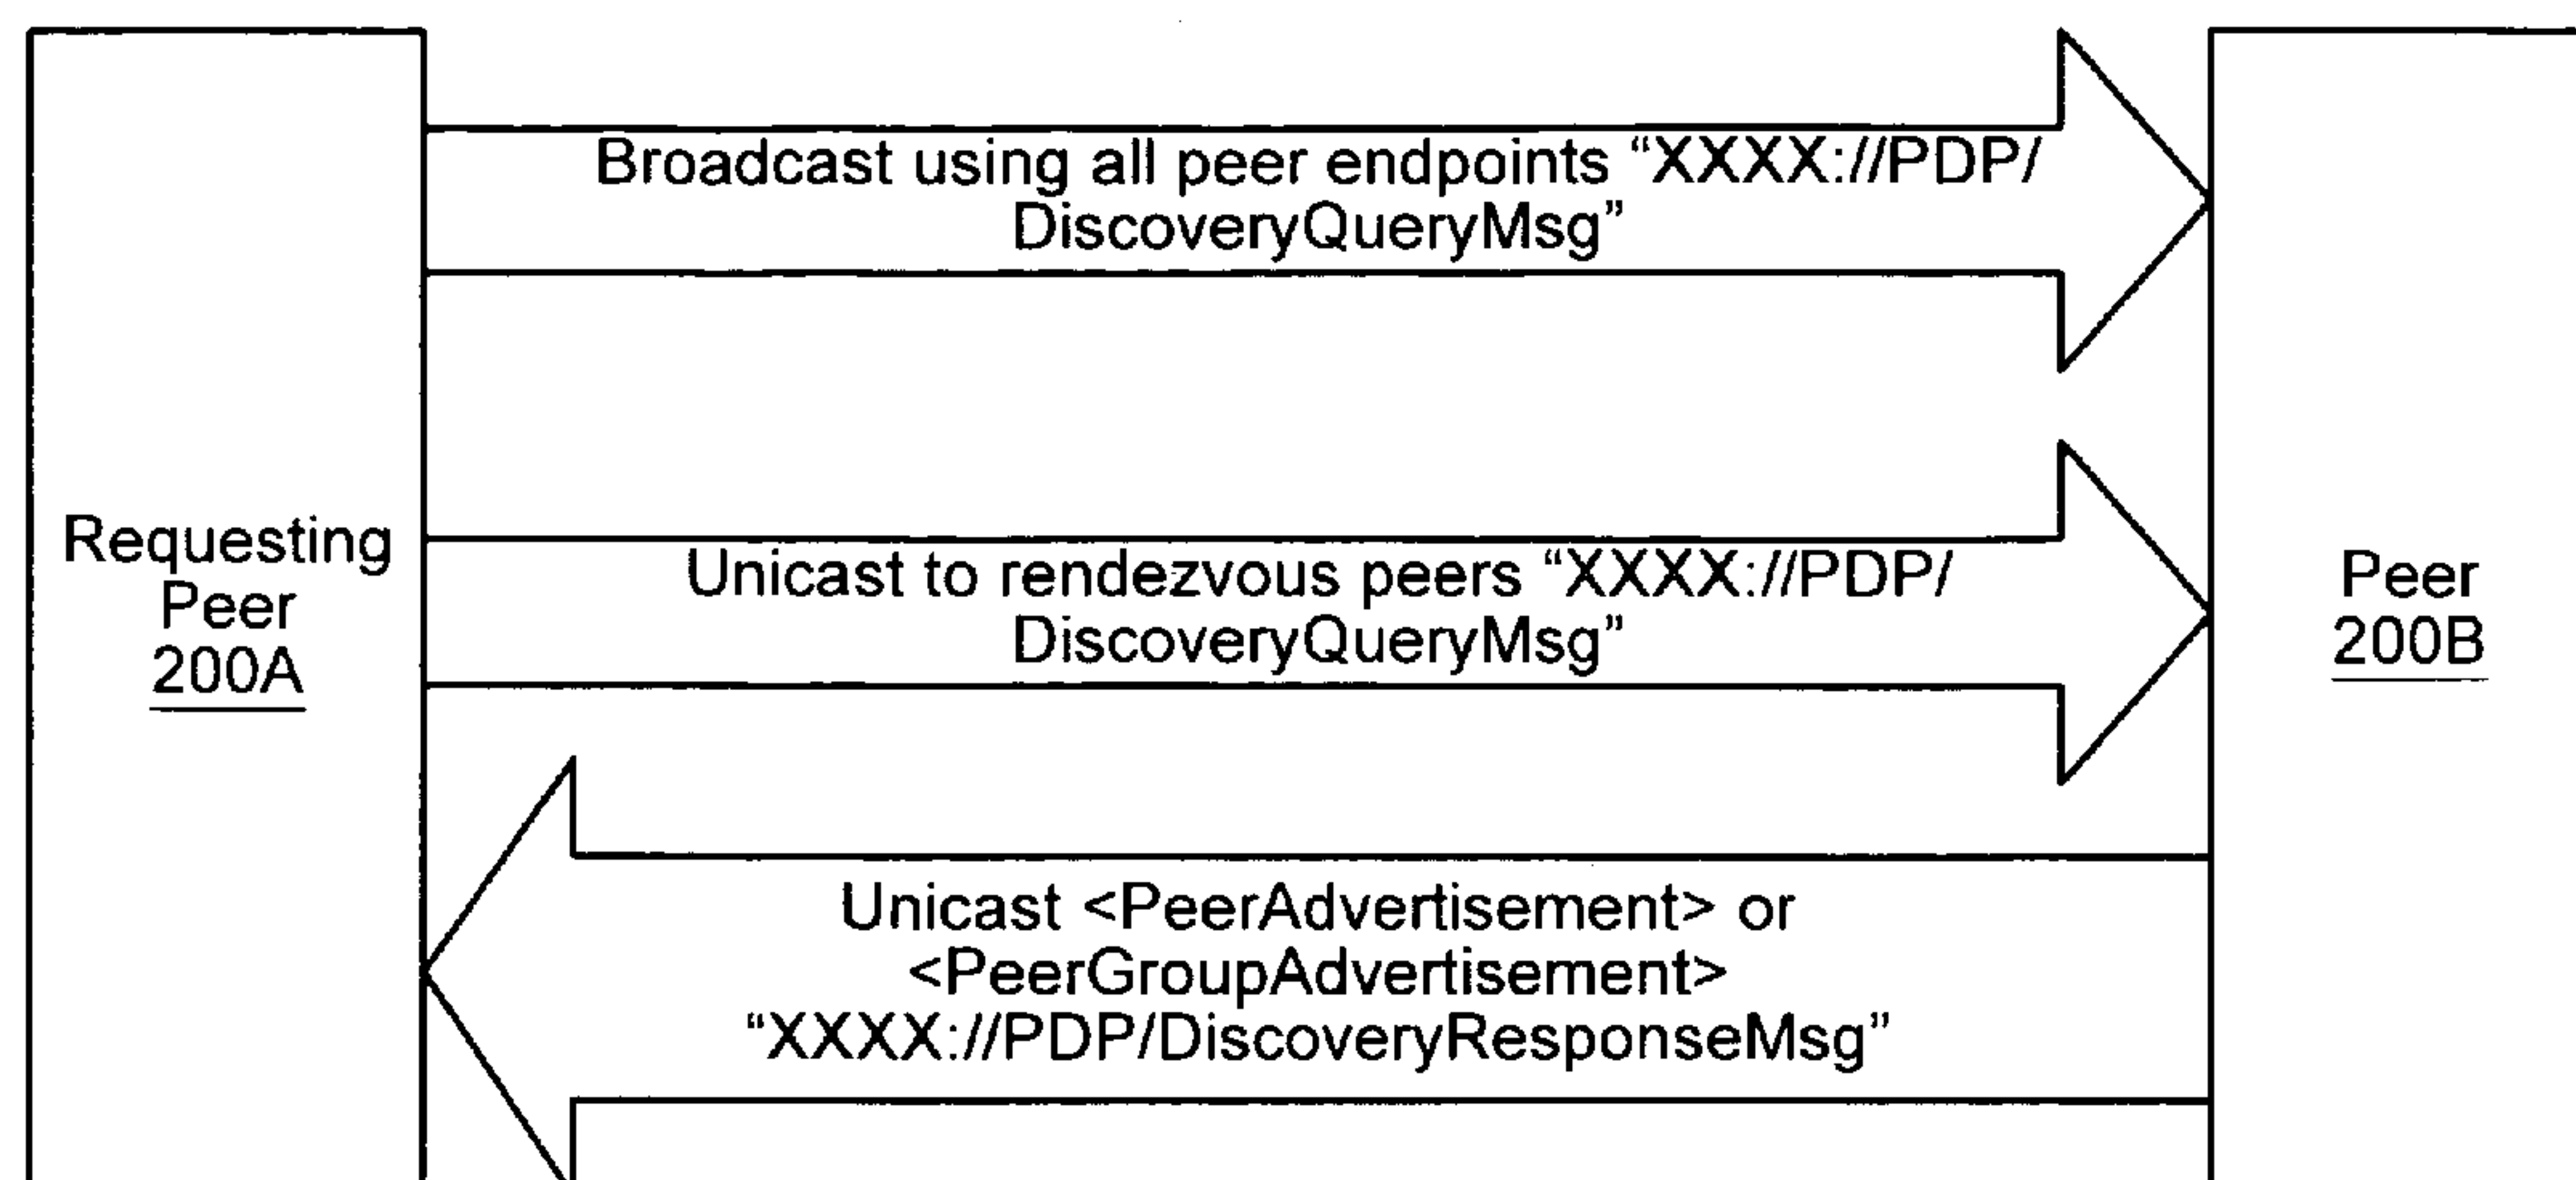 Broadcast using all peer endpoints “XXXX://PDP/
DiscoveryQueryMsg”
Requesting
Peer
200A
Unicast to rendezvous peers “XXXX://PDP/
DiscoveryQueryMsg”
Peer
200B
Unicast <PeerAdvertisement> or
<PeerGroupAdvertisement>
“XXXX://PDP/DiscoveryResponseMsg”